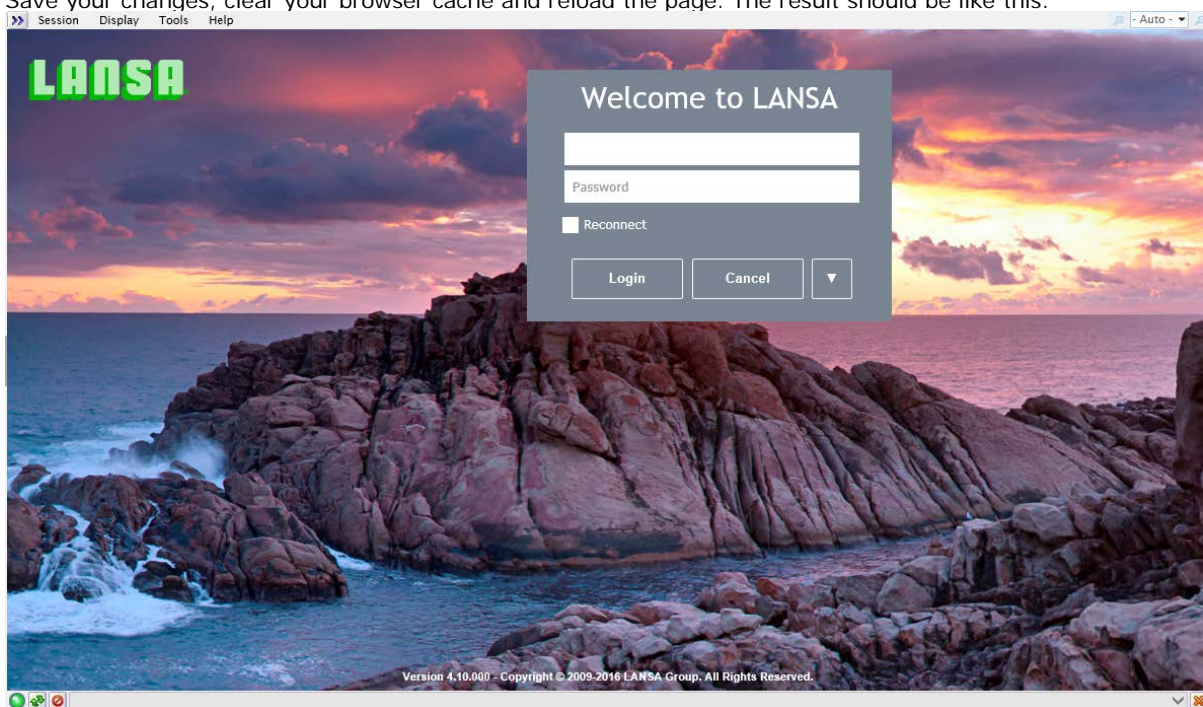 Save your changes, clear your browser cache and reload the page. The result should be like this:
Session Display Tools Help - Auto -
LANSA
Welcome to LANSA
Password
Reconnect
Login Cancel ▼
Version 4.10.000 - Copyright © 2009-2016 LANSA Group. All Rights Reserved.